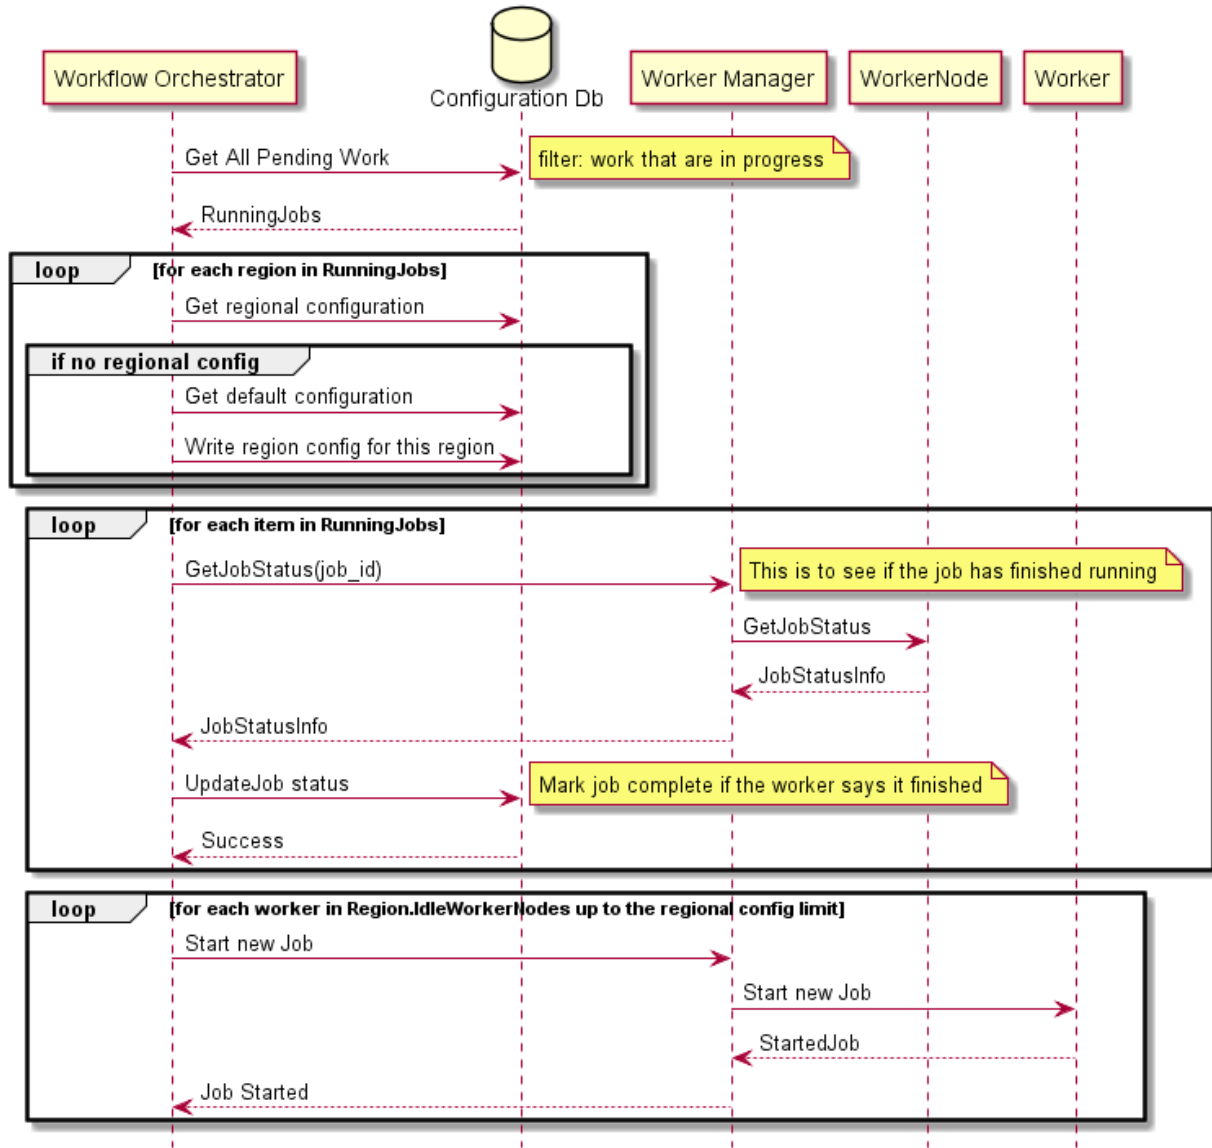 Workflow Orchestrator
Configuration Db
Worker Manager
WorkerNode
Worker
Get All Pending Work
filter: work that are in progress
RunningJobs
loop
[for each region in RunningJobs]
Get regional configuration
if no regional config
Get default configuration
Write region config for this region
loop
[for each item in RunningJobs]
GetJobStatus(job_id)
This is to see if the job has finished running
GetJobStatus
JobStatusInfo
JobStatusInfo
UpdateJob status
Mark job complete if the worker says it finished
Success
loop
[for each worker in Region.IdleWorkerNodes up to the regional config limit]
Start new Job
Start new Job
StartedJob
Job Started